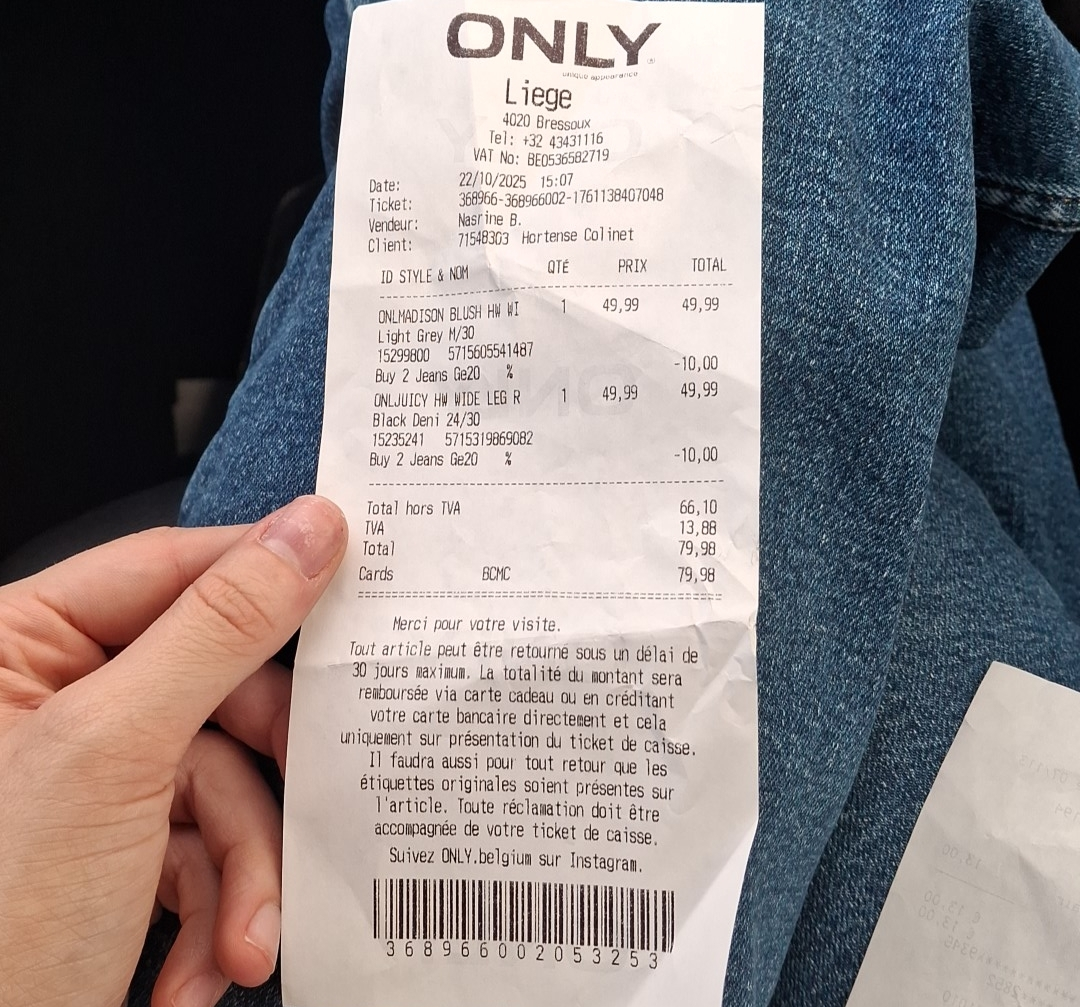 ONLY
unique appearance
Liege
4020 Bressoux
Tel: +32 43431116
VAT No: BE0536582719
Date: 22/10/2025 15:07
Ticket: 368966-368966002-1761138407048
Vendeur: Nasrine B.
Client: 71548303 Hortense Colinet
ID STYLE & NOM QTÉ PRIX TOTAL
ONLMADISON BLUSH HW WI 1 49,99 49,99
Light Grey M/30
15299800 5715605541487
Buy 2 Jeans Ge20 % -10,00
ONLJUICY HW WIDE LEG R 1 49,99 49,99
Black Deni 24/30
15235241 5715319869082
Buy 2 Jeans Ge20 % -10,00
Total hors TVA 66,10
TVA 13,88
Total 79,98
Cards BCMC 79,98
Merci pour votre visite.
Tout article peut être retourné sous un délai de
30 jours maximum. La totalité du montant sera
remboursée via carte cadeau ou en créditant
votre carte bancaire directement et cela
uniquement sur présentation du ticket de caisse.
Il faudra aussi pour tout retour que les
étiquettes originales soient présentes sur
l'article. Toute réclamation doit être
accompagnée de votre ticket de caisse.
Suivez ONLY.belgium sur Instagram.
368966002053253